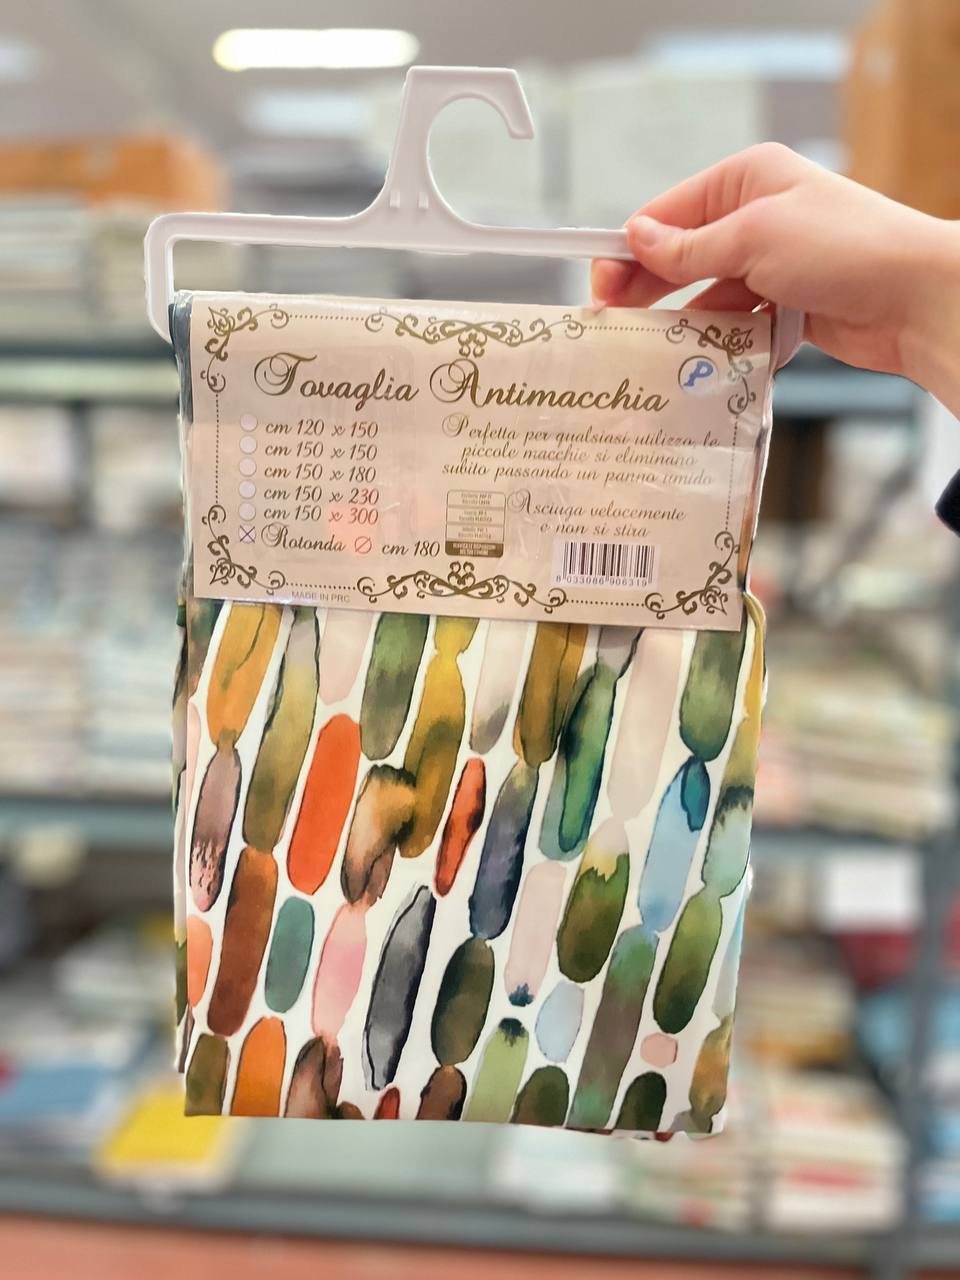 Tovaglia Antimacchia
P
cm 120 x 150
cm 150 x 150
cm 150 x 180
cm 150 x 230
cm 150 x 300
Rotonda ∅ cm 180
Perfetta per qualsiasi utilizzo, le
piccole macchie si eliminano
subito passando un panno umido
Asciuga velocemente
e non si stira
8 033086 906319
MADE IN PRC